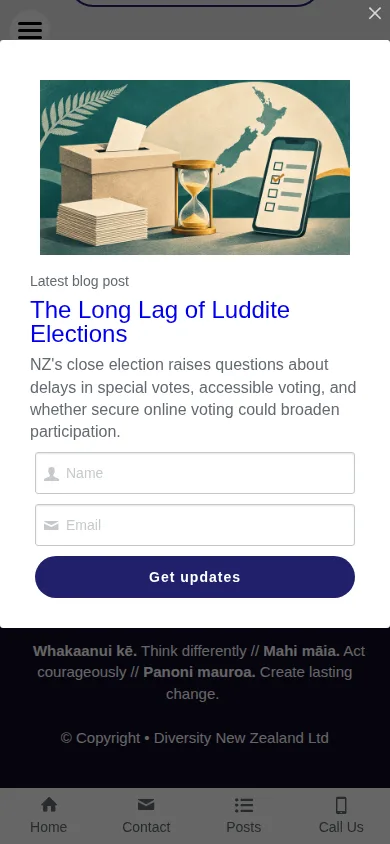 Latest blog post
The Long Lag of Luddite
Elections
NZ's close election raises questions about
delays in special votes, accessible voting, and
whether secure online voting could broaden
participation.
Name
Email
Get updates
Whakaanui kē. Think differently // Mahi māia. Act
courageously // Panoni mauroa. Create lasting
change.
© Copyright • Diversity New Zealand Ltd
Home
Contact
Posts
Call Us